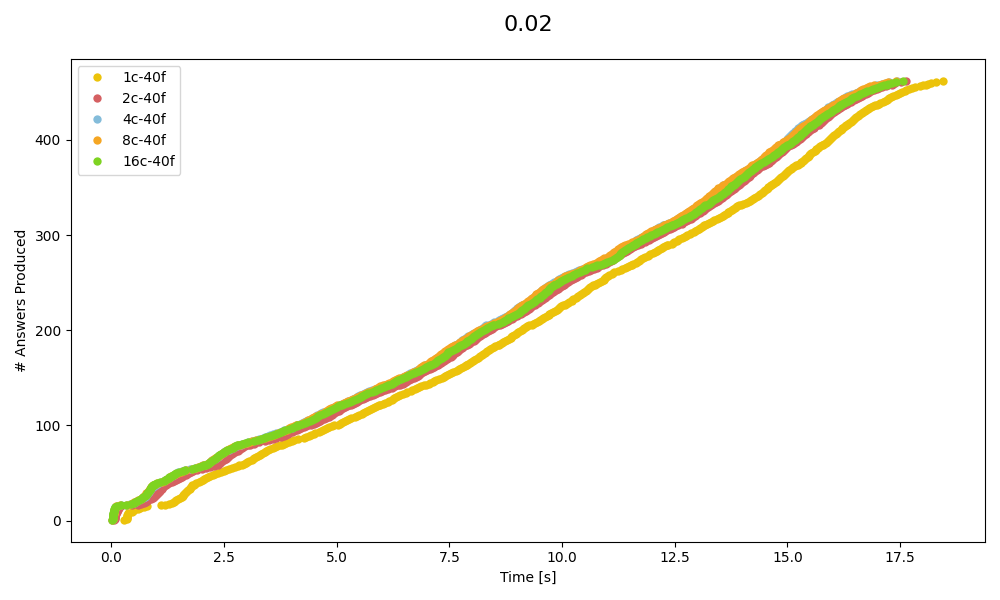 0.02
1c-40f
2c-40f
4c-40f
8c-40f
16c-40f
# Answers Produced
400
300
200
100
0
0.0 2.5 5.0 7.5 10.0 12.5 15.0 17.5
Time [s]